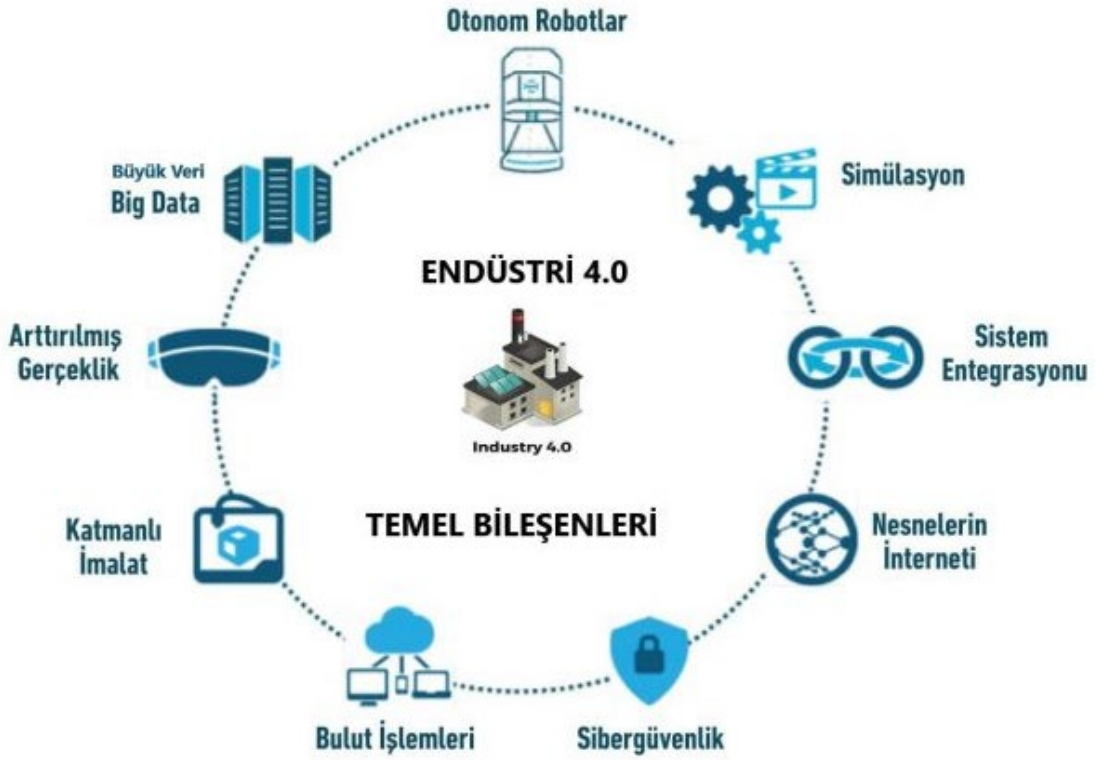 Otonom Robotlar
Büyük Veri
Big Data
Simülasyon
ENDÜSTRİ 4.0
Arttırılmış
Gerçeklik
Sistem
Entegrasyonu
Industry 4.0
TEMEL BİLEŞENLERİ
Katmanlı
İmalat
Nesnelerin
İnterneti
Bulut İşlemleri
Sibergüvenlik